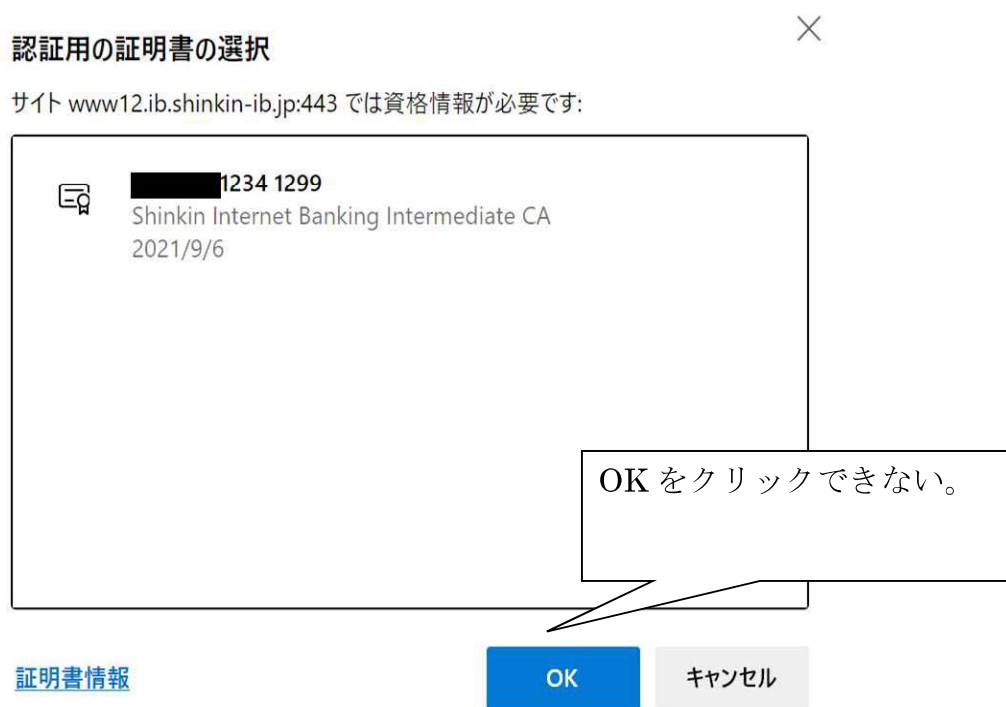 認証用の証明書の選択
サイト www12.ib.shinkin-ib.jp:443 では資格情報が必要です:
1234 1299
Shinkin Internet Banking Intermediate CA
2021/9/6
OK をクリックできない。
証明書情報
OK
キャンセル